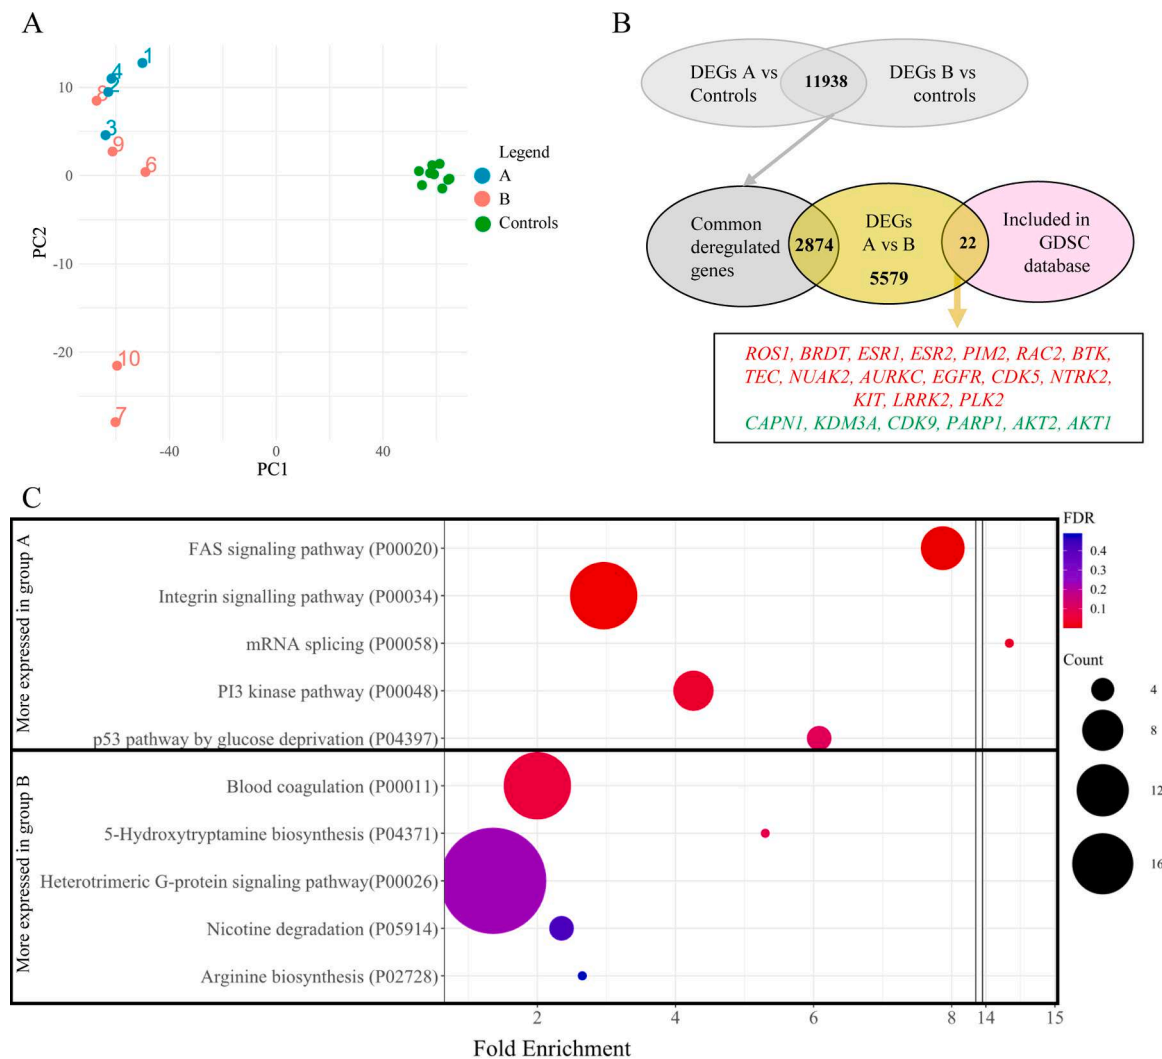 A
10
0
-10
-20
-40
0
40
PC1
PC2
1
4
2
8
3
9
6
10
7
Legend
A
B
Controls
B
DEGs A vs
Controls
11938
DEGs B vs
controls
Common
deregulated
genes
2874
DEGs
A vs B
5579
22
Included in
GDSC
database
ROS1, BRDT, ESR1, ESR2, PIM2, RAC2, BTK,
TEC, NUAK2, AURKC, EGFR, CDK5, NTRK2,
KIT, LRRK2, PLK2
CAPN1, KDM3A, CDK9, PARP1, AKT2, AKT1
C
More expressed in group A
FAS signaling pathway (P00020)
Integrin signalling pathway (P00034)
mRNA splicing (P00058)
PI3 kinase pathway (P00048)
p53 pathway by glucose deprivation (P04397)
More expressed in group B
Blood coagulation (P00011)
5-Hydroxytryptamine biosynthesis (P04371)
Heterotrimeric G-protein signaling pathway(P00026)
Nicotine degradation (P05914)
Arginine biosynthesis (P02728)
2
4
6
8
14
15
Fold Enrichment
FDR
0.4
0.3
0.2
0.1
Count
4
8
12
16